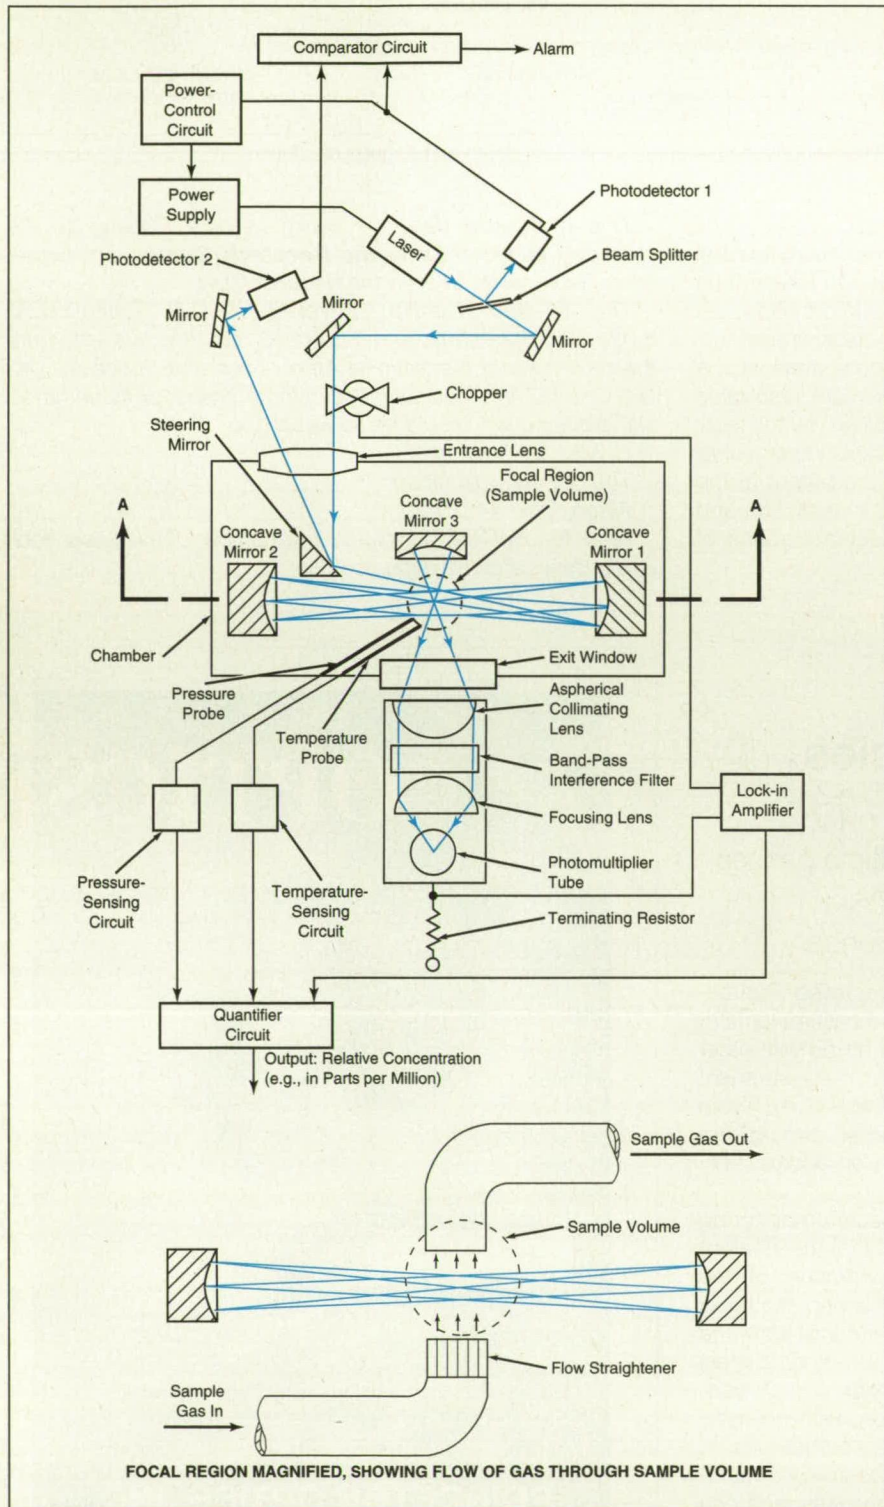 Comparator Circuit
Alarm
Power-
Control
Circuit
Power
Supply
Photodetector 1
Laser
Photodetector 2
Beam Splitter
Mirror
Mirror
Mirror
Chopper
Steering
Mirror
Entrance Lens
Focal Region
(Sample Volume)
A
A
Concave
Mirror 2
Concave
Mirror 3
Concave
Mirror 1
Chamber
Exit Window
Pressure
Probe
Aspherical
Collimating
Lens
Temperature
Probe
Band-Pass
Interference Filter
Lock-in
Amplifier
Focusing Lens
Photomultiplier
Tube
Pressure-
Sensing
Circuit
Temperature-
Sensing
Circuit
Terminating Resistor
Quantifier
Circuit
Output: Relative Concentration
(e.g., in Parts per Million)
Sample Gas Out
Sample Volume
Flow Straightener
Sample
Gas In
FOCAL REGION MAGNIFIED, SHOWING FLOW OF GAS THROUGH SAMPLE VOLUME